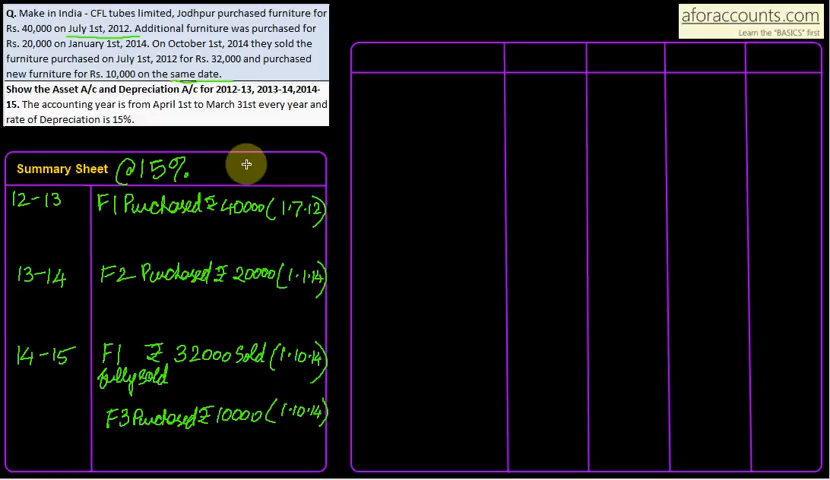 Q. Make in India - CFL tubes limited, Jodhpur purchased furniture for
Rs. 40,000 on July 1st, 2012. Additional furniture was purchased for
Rs. 20,000 on January 1st, 2014. On October 1st, 2014 they sold the
furniture purchased on July 1st, 2012 for Rs. 32,000 and purchased
new furniture for Rs. 10,000 on the same date.
Show the Asset A/c and Depreciation A/c for 2012-13, 2013-14,2014-
15. The accounting year is from April 1st to March 31st every year and
rate of Depreciation is 15%.
aforaccounts.com
Learn the "BASICS" first
Summary Sheet @15%.
12-13 F1 Purchased ₹ 40000 (1.7.12)
13-14 F2 Purchased ₹ 20000 (1.1.14)
14-15 F1 ₹ 32000 Sold (1.10.14)
fully sold
F3 Purchased ₹ 10000 (1.10.14)